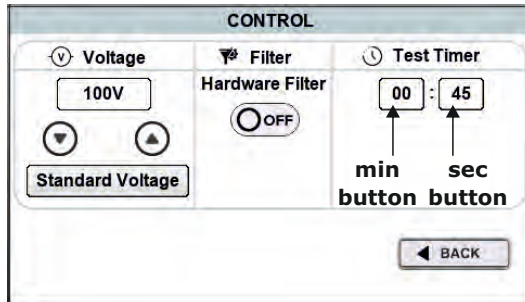 CONTROL
V Voltage
Filter
Test Timer
100V
Hardware Filter
OFF
00 : 45
Standard Voltage
min button
sec button
BACK